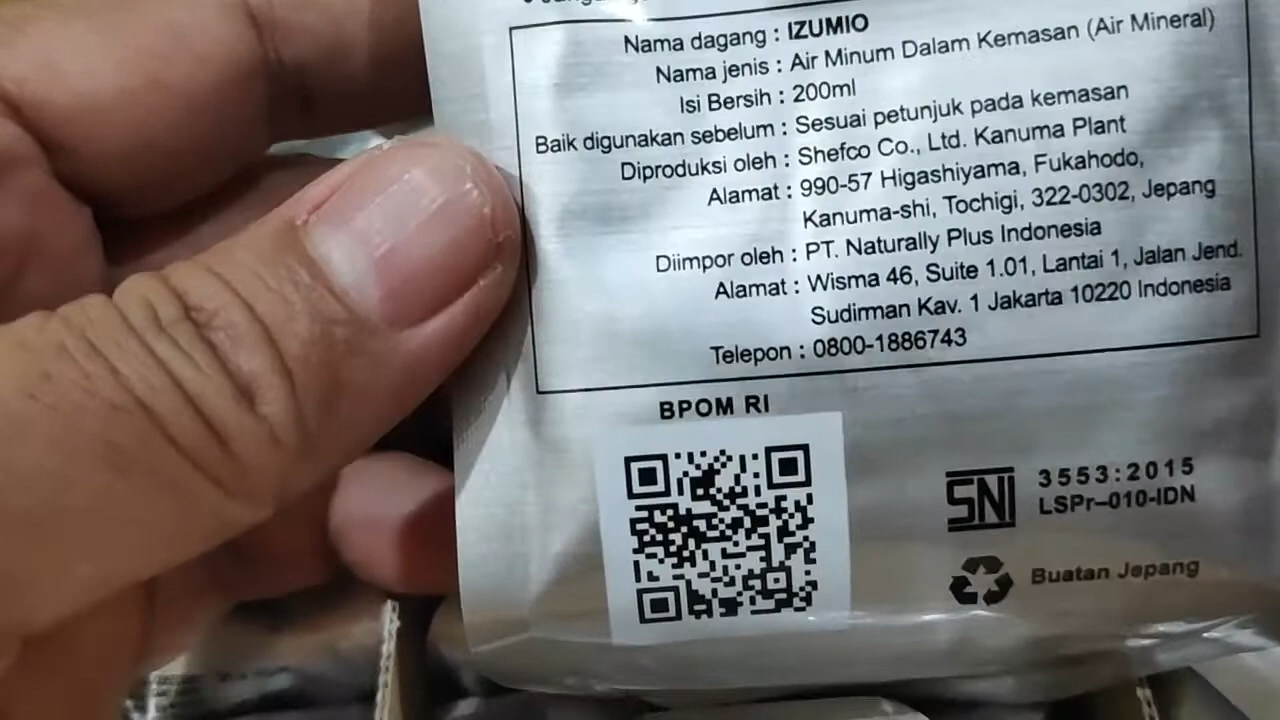 Nama dagang : IZUMIO
Nama jenis : Air Minum Dalam Kemasan (Air Mineral)
Isi Bersih : 200ml
Baik digunakan sebelum : Sesuai petunjuk pada kemasan
Diproduksi oleh : Shefco Co., Ltd. Kanuma Plant
Alamat : 990-57 Higashiyama, Fukahodo,
Kanuma-shi, Tochigi, 322-0302, Jepang
Diimpor oleh : PT. Naturally Plus Indonesia
Alamat : Wisma 46, Suite 1.01, Lantai 1, Jalan Jend.
Sudirman Kav. 1 Jakarta 10220 Indonesia
Telepon : 0800-1886743
BPOM RI
SNI
3553:2015
LSPr–010-IDN
Buatan Jepang